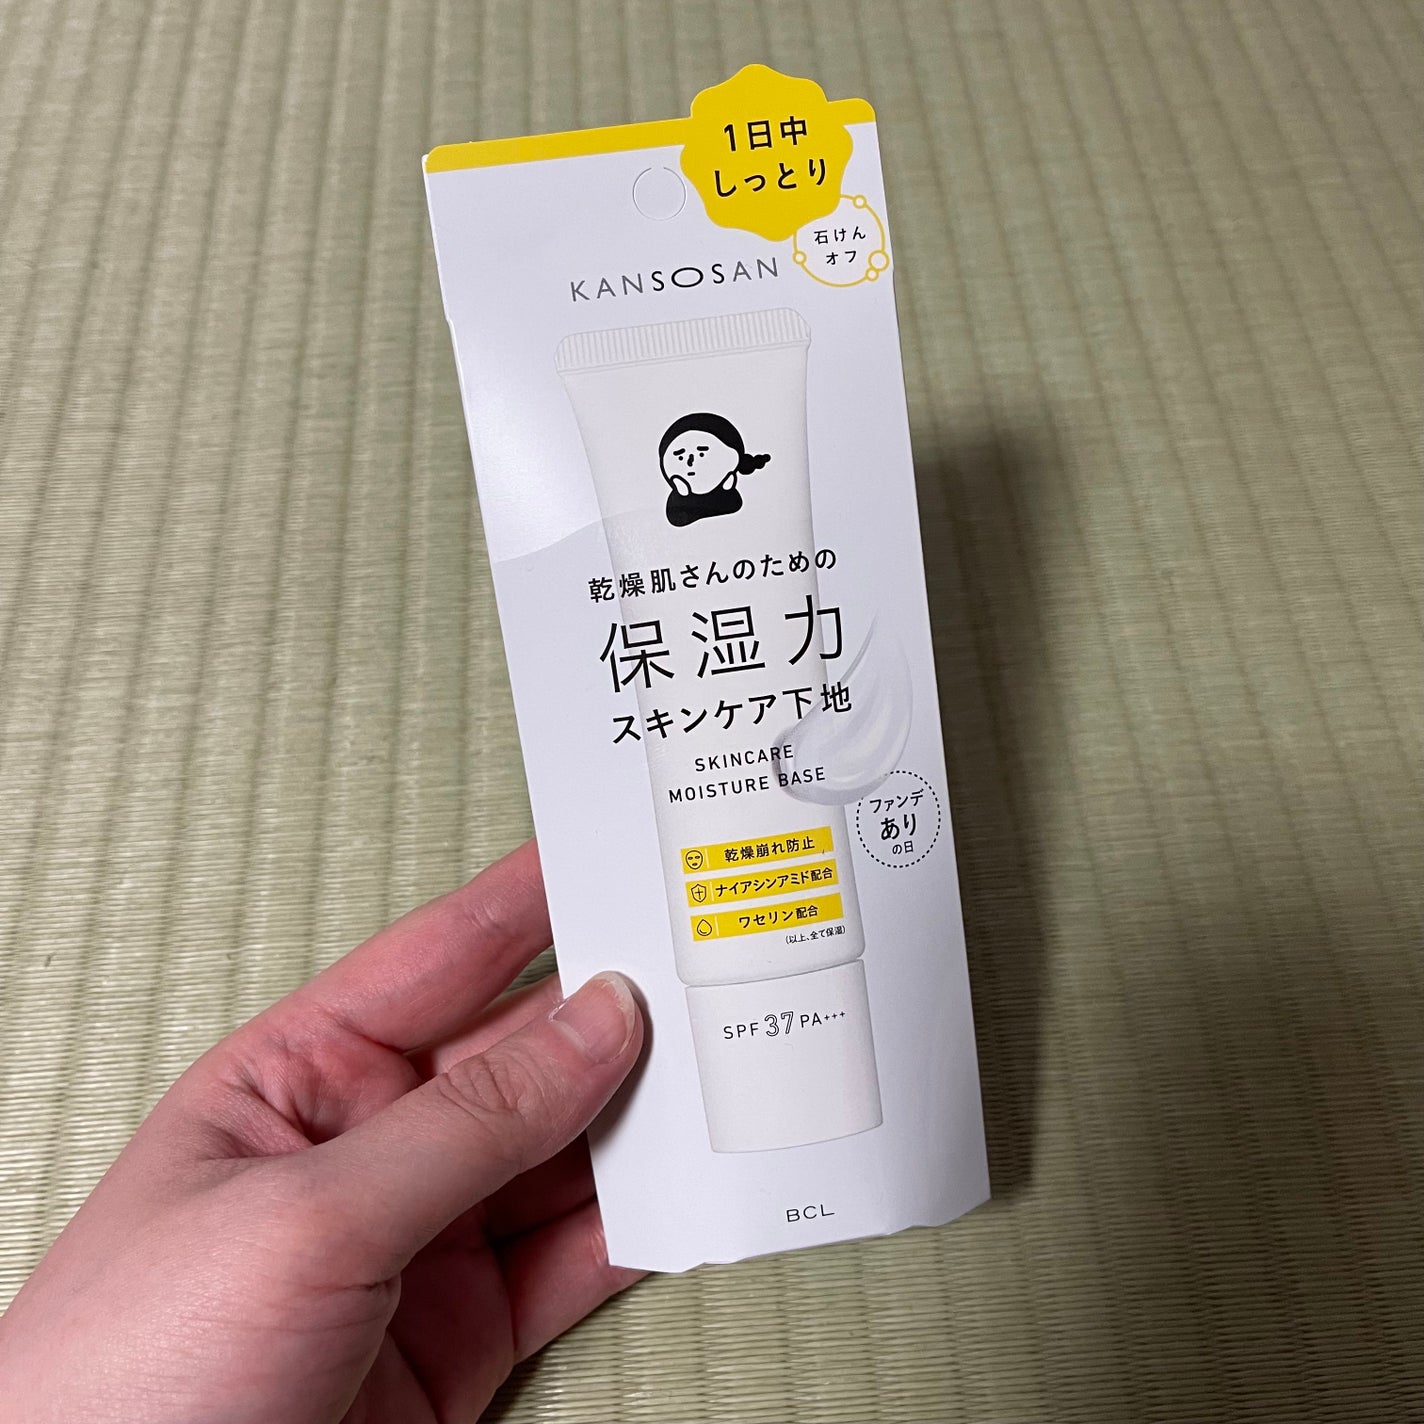 1日中
しっとり
石けん
オフ
KANSOSAN
乾燥肌さんのための
保湿力
スキンケア下地
SKINCARE
MOISTURE BASE
ファンデ
あり
の日
乾燥崩れ防止
ナイアシンアミド配合
ワセリン配合
(以上、全て保湿)
SPF37PA+++
BCL